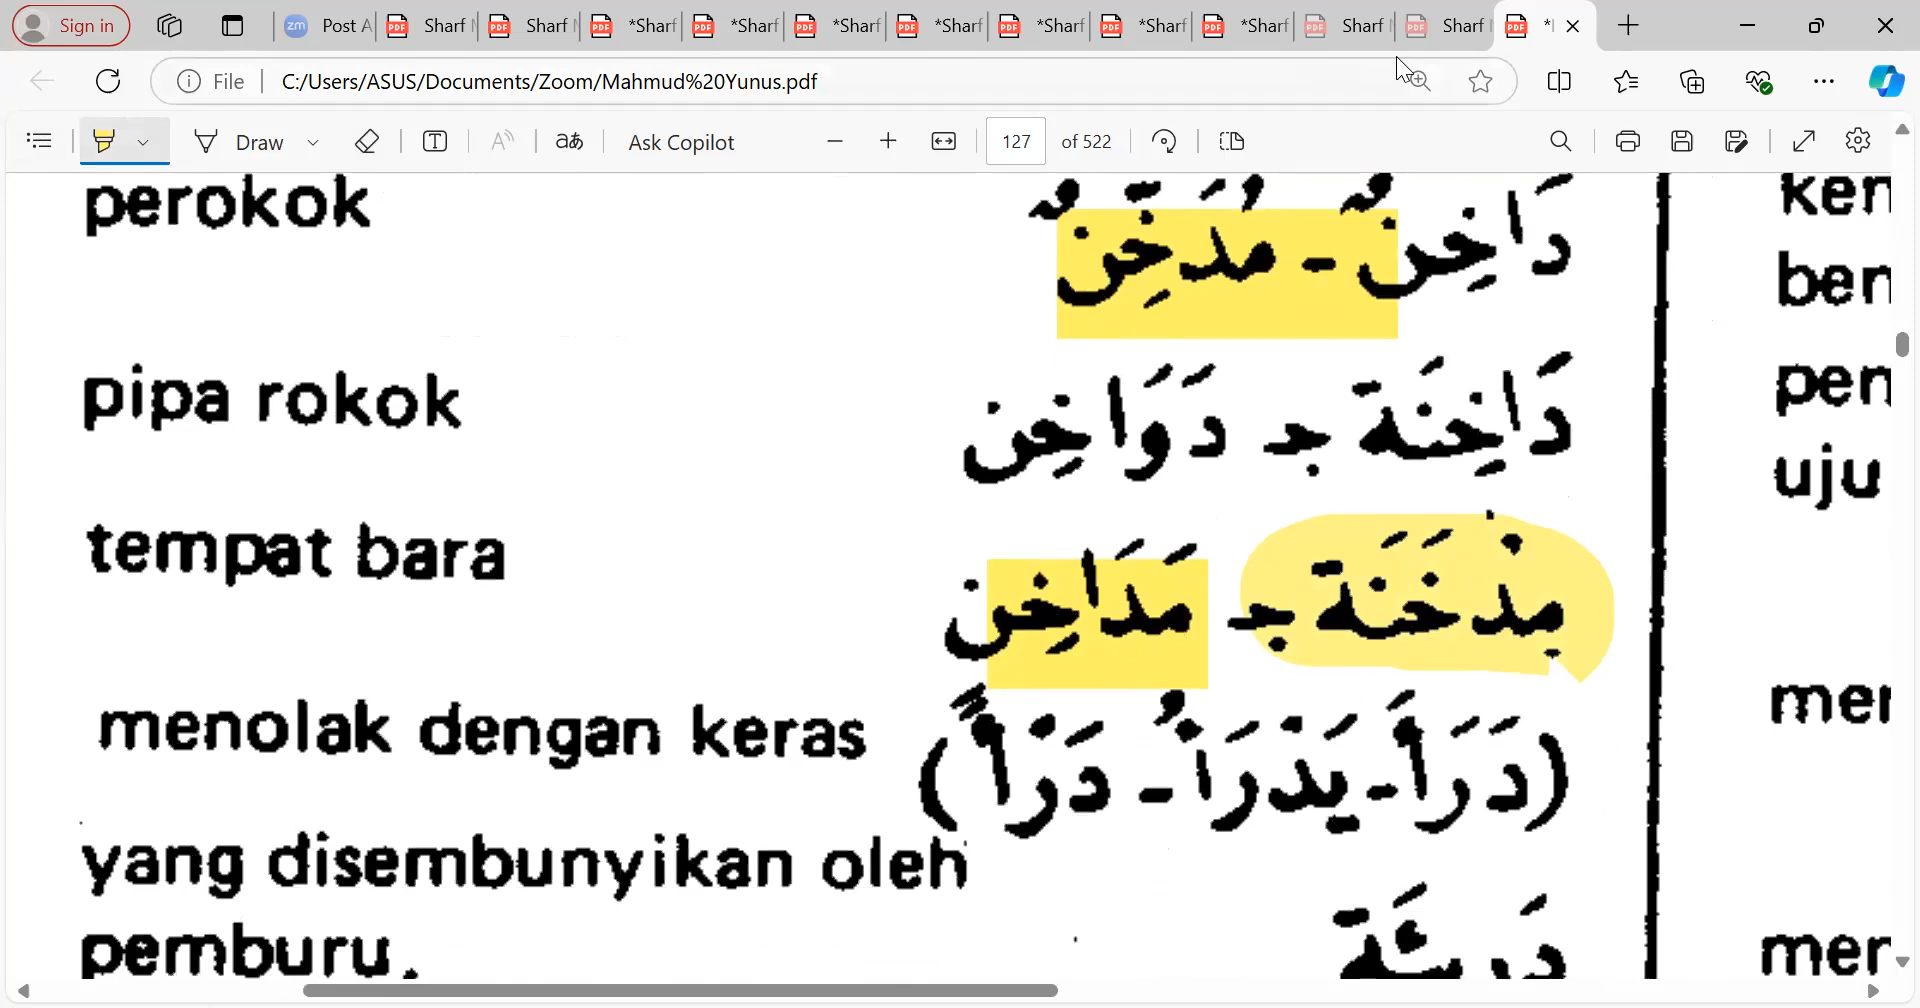 Sign in
Post A
Sharf
Sharf
*Sharf
*Sharf
*Sharf
*Sharf
*Sharf
*Sharf
*Sharf
Sharf
Sharf
File C:/Users/ASUS/Documents/Zoom/Mahmud%20Yunus.pdf
Draw aあ Ask Copilot 127 of 522
perokok دَاخِنٌ - مُدَخِّنٌ
pipa rokok دَاخِنَة جـ دَوَاخِن
tempat bara مِدْخَنَة جـ مَدَاخِن
menolak dengan keras (دَرَأَ - يَدْرَأُ - دَرْأً)
yang disembunyikan oleh
pemburu.
ken
ben
pen
uju
mer
mer